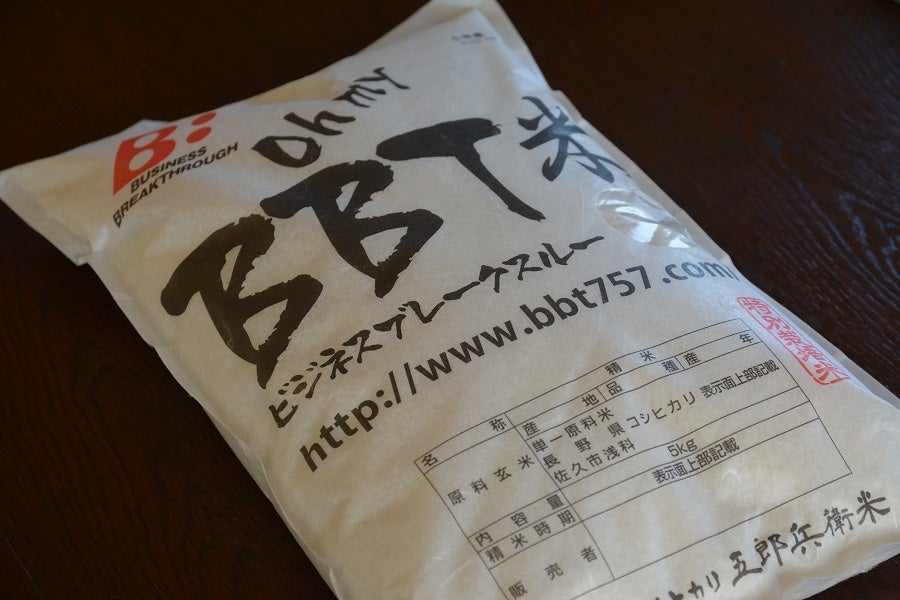 B:
BUSINESS
BREAKTHROUGH
BBT米
ビジネスブレークスルー
http://www.bbt757.com/
名称 精米
原料玄米 産地 品種 産年
単一原料米
長野県 コシヒカリ 表示面上部記載
佐久市浅科
内容量 5kg
精米時期 表示面上部記載
販売者
ヒカリ 五郎兵衛米